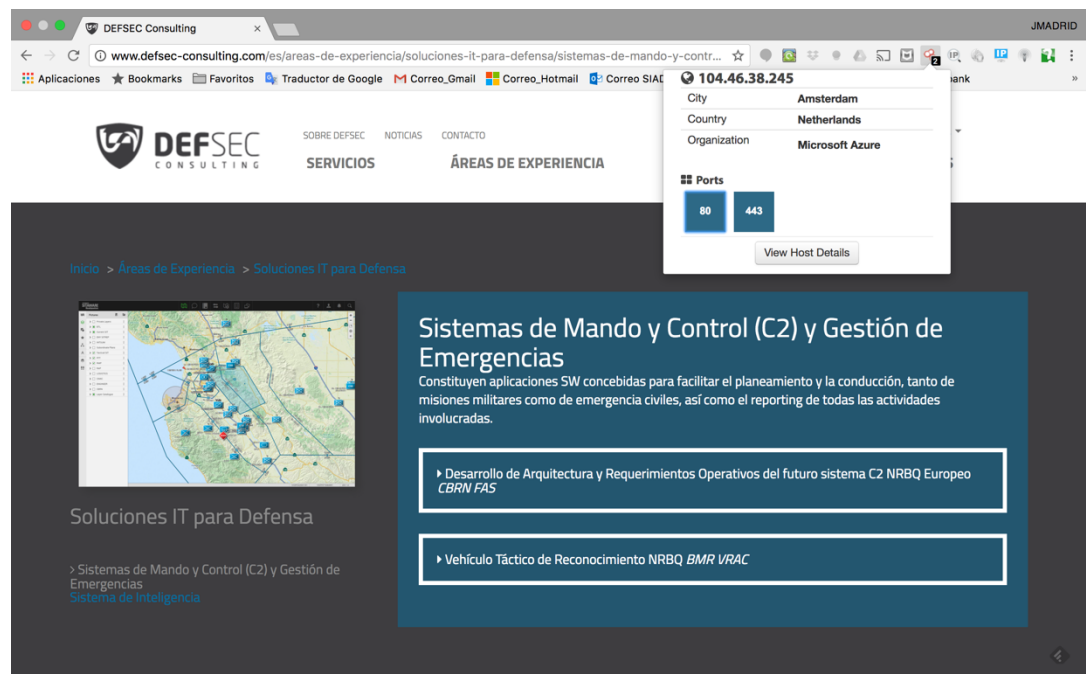 DEFSEC Consulting
JMADRID
www.defsec-consulting.com/es/areas-de-experiencia/soluciones-it-para-defensa/sistemas-de-mando-y-contr...
Aplicaciones Bookmarks Favoritos Traductor de Google Correo_Gmail Correo_Hotmail Correo SIAD
ank
2
104.46.38.245
City Amsterdam
Country Netherlands
Organization Microsoft Azure
Ports
80 443
View Host Details
DEFSEC
CONSULTING
SOBRE DEFSEC NOTICIAS CONTACTO
SERVICIOS ÁREAS DE EXPERIENCIA
Inicio > Áreas de Experiencia > Soluciones IT para Defensa
Soluciones IT para Defensa
> Sistemas de Mando y Control (C2) y Gestión de
Emergencias
Sistema de Inteligencia
Sistemas de Mando y Control (C2) y Gestión de
Emergencias
Constituyen aplicaciones SW concebidas para facilitar el planeamiento y la conducción, tanto de
misiones militares como de emergencia civiles, así como el reporting de todas las actividades
involucradas.
Desarrollo de Arquitectura y Requerimientos Operativos del futuro sistema C2 NRBQ Europeo
CBRN FAS
Vehículo Táctico de Reconocimiento NRBQ BMR VRAC